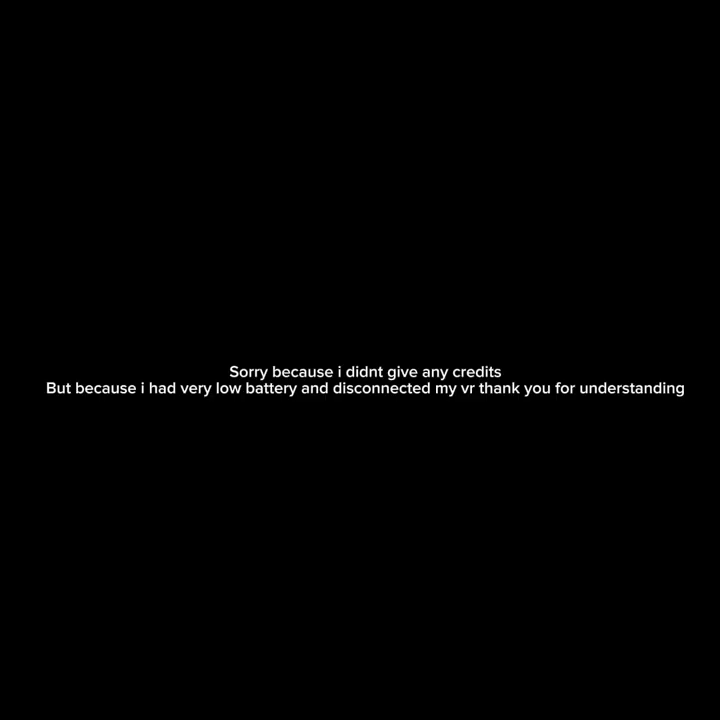 Sorry because i didnt give any credits
But because i had very low battery and disconnected my vr thank you for understanding